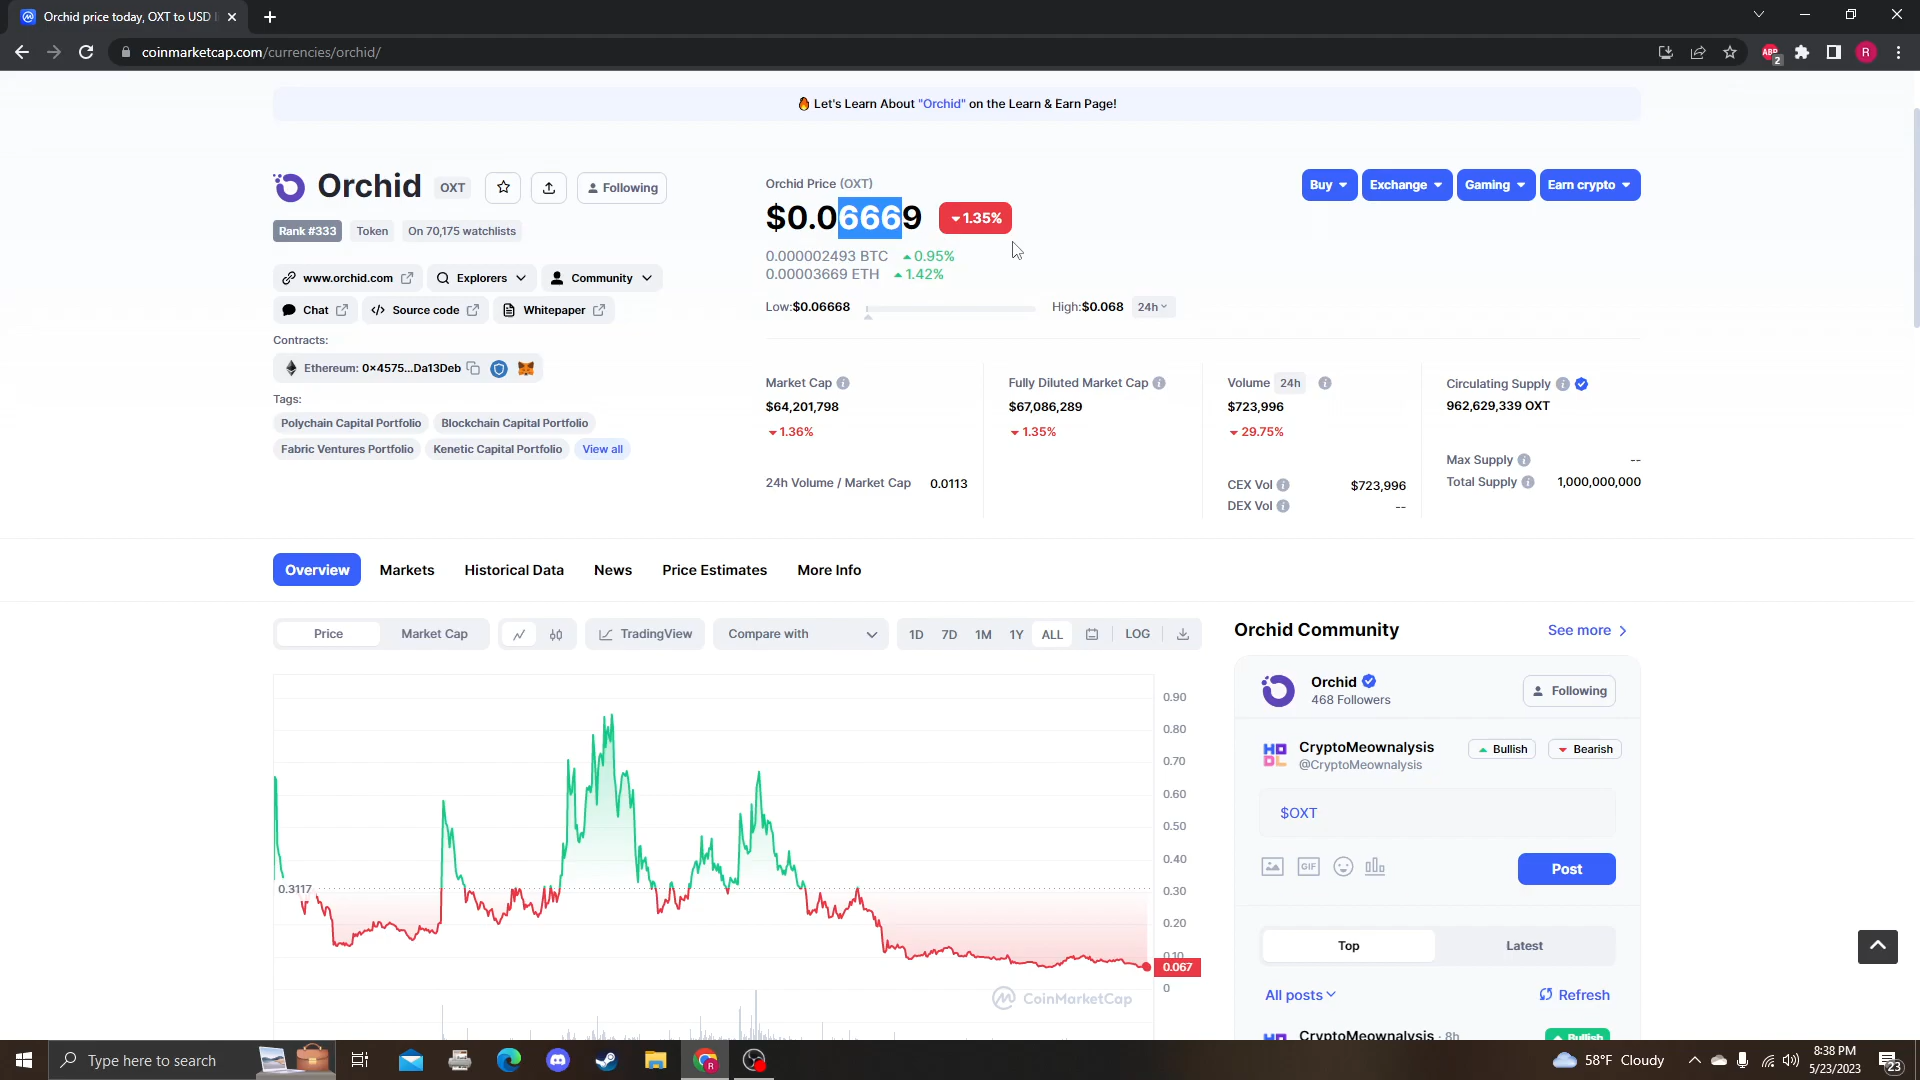 Orchid price today, OXT to USD l
coinmarketcap.com/currencies/orchid/
ABP
2
R
🔥 Let's Learn About "Orchid" on the Learn & Earn Page!
Orchid
OXT
Following
Rank #333
Token
On 70,175 watchlists
www.orchid.com
Explorers
Community
Chat
Source code
Whitepaper
Contracts:
Ethereum: 0x4575...Da13Deb
Tags:
Polychain Capital Portfolio
Blockchain Capital Portfolio
Fabric Ventures Portfolio
Kenetic Capital Portfolio
View all
Orchid Price (OXT)
$0.06669
1.35%
0.000002493 BTC 0.95%
0.00003669 ETH 1.42%
Low:$0.06668
High:$0.068
24h
Buy
Exchange
Gaming
Earn crypto
Market Cap
$64,201,798
1.36%
24h Volume / Market Cap 0.0113
Fully Diluted Market Cap
$67,086,289
1.35%
Volume 24h
$723,996
29.75%
CEX Vol $723,996
DEX Vol --
Circulating Supply
962,629,339 OXT
Max Supply --
Total Supply 1,000,000,000
Overview
Markets
Historical Data
News
Price Estimates
More Info
Price
Market Cap
TradingView
Compare with
1D
7D
1M
1Y
ALL
LOG
0.90
0.80
0.70
0.60
0.50
0.40
0.30
0.20
0.10
0.067
0
0.3117
CoinMarketCap
Orchid Community
See more
Orchid
468 Followers
Following
HODL
CryptoMeownalysis
@CryptoMeownalysis
Bullish
Bearish
$OXT
GIF
Post
Top
Latest
All posts
Refresh
CryptoMeownalysis · 8h
Bullish
Type here to search
R
58°F Cloudy
8:38 PM
5/23/2023
23